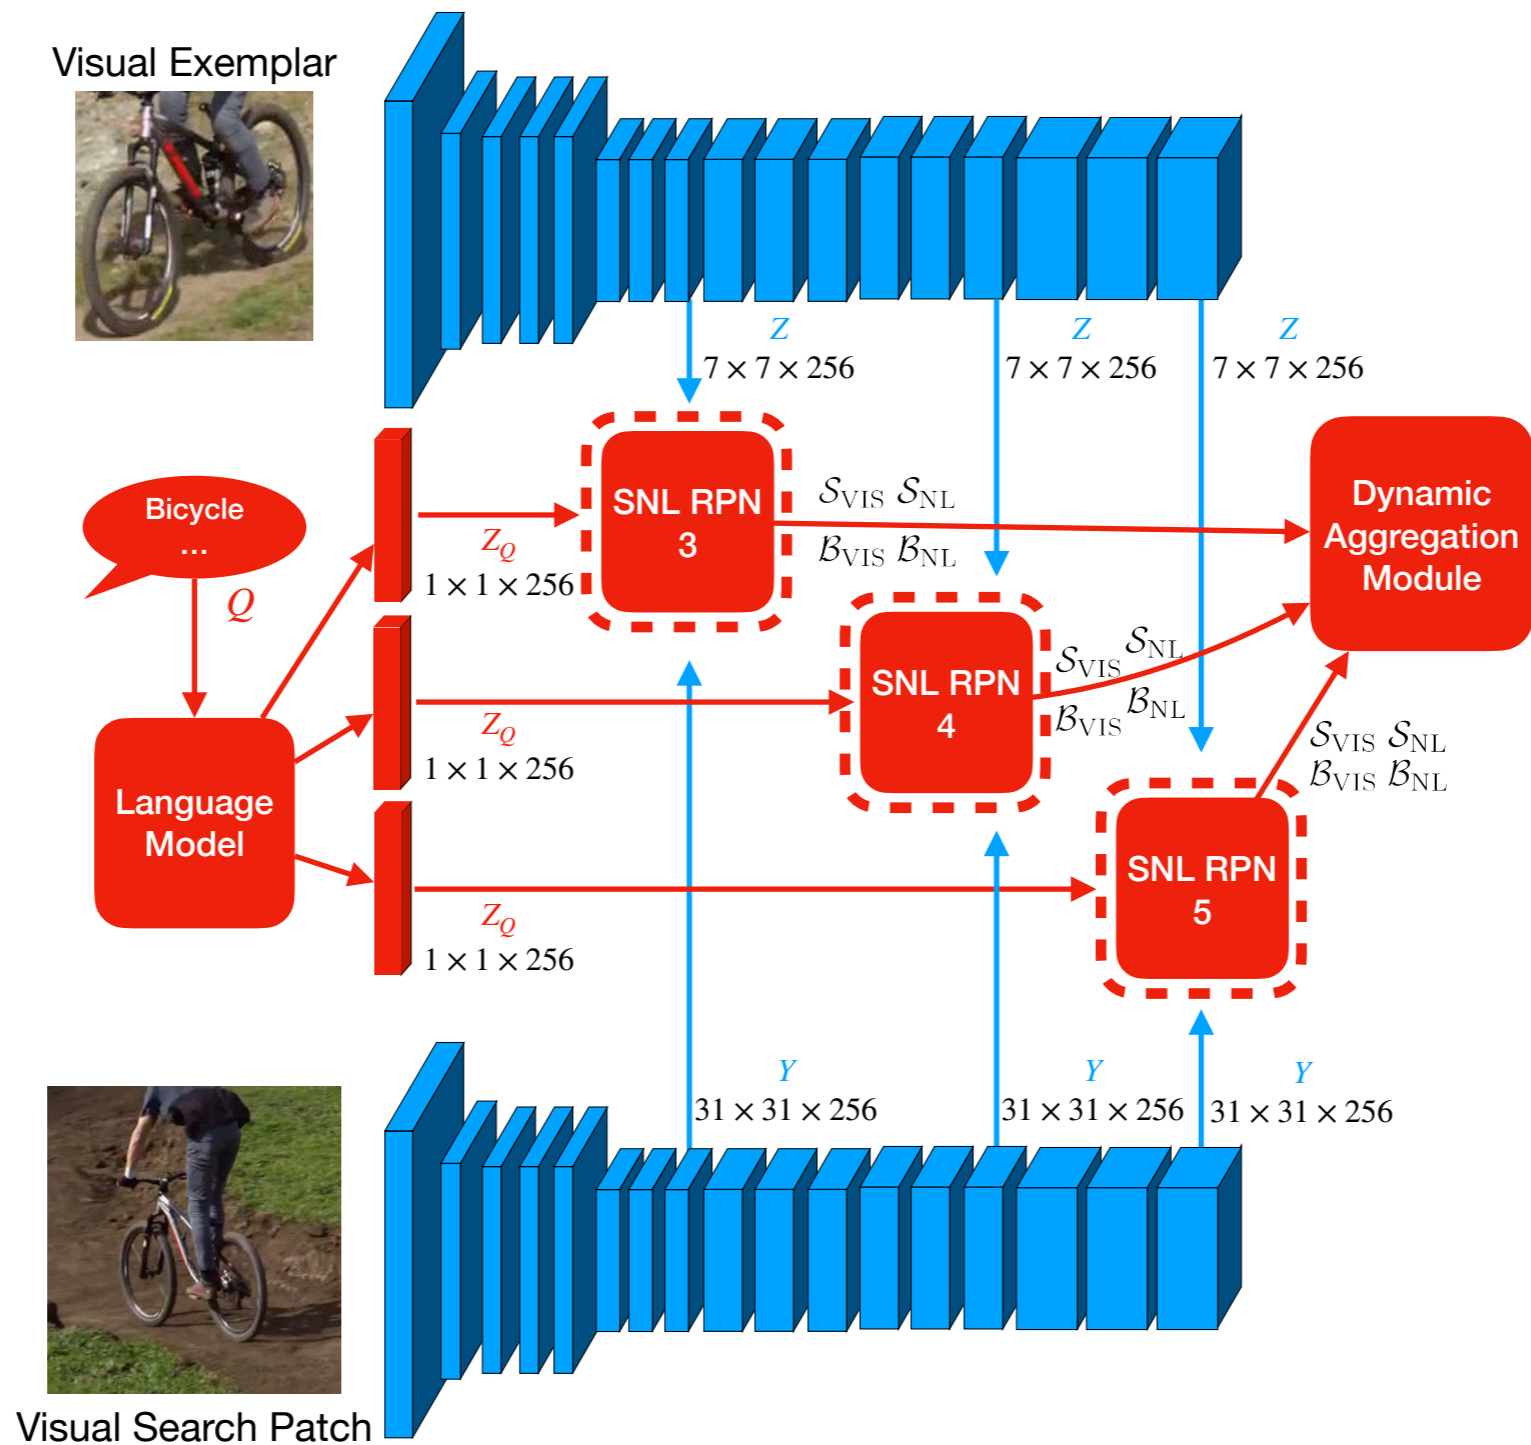 Visual Exemplar
Z
7 × 7 × 256
Z
7 × 7 × 256
Z
7 × 7 × 256
Bicycle
...
Q
Language
Model
Z_Q
1 × 1 × 256
Z_Q
1 × 1 × 256
Z_Q
1 × 1 × 256
SNL RPN
3
S_VIS S_NL
B_VIS B_NL
SNL RPN
4
S_VIS S_NL
B_VIS B_NL
SNL RPN
5
S_VIS S_NL
B_VIS B_NL
Dynamic
Aggregation
Module
Y
31 × 31 × 256
Y
31 × 31 × 256
Y
31 × 31 × 256
Visual Search Patch